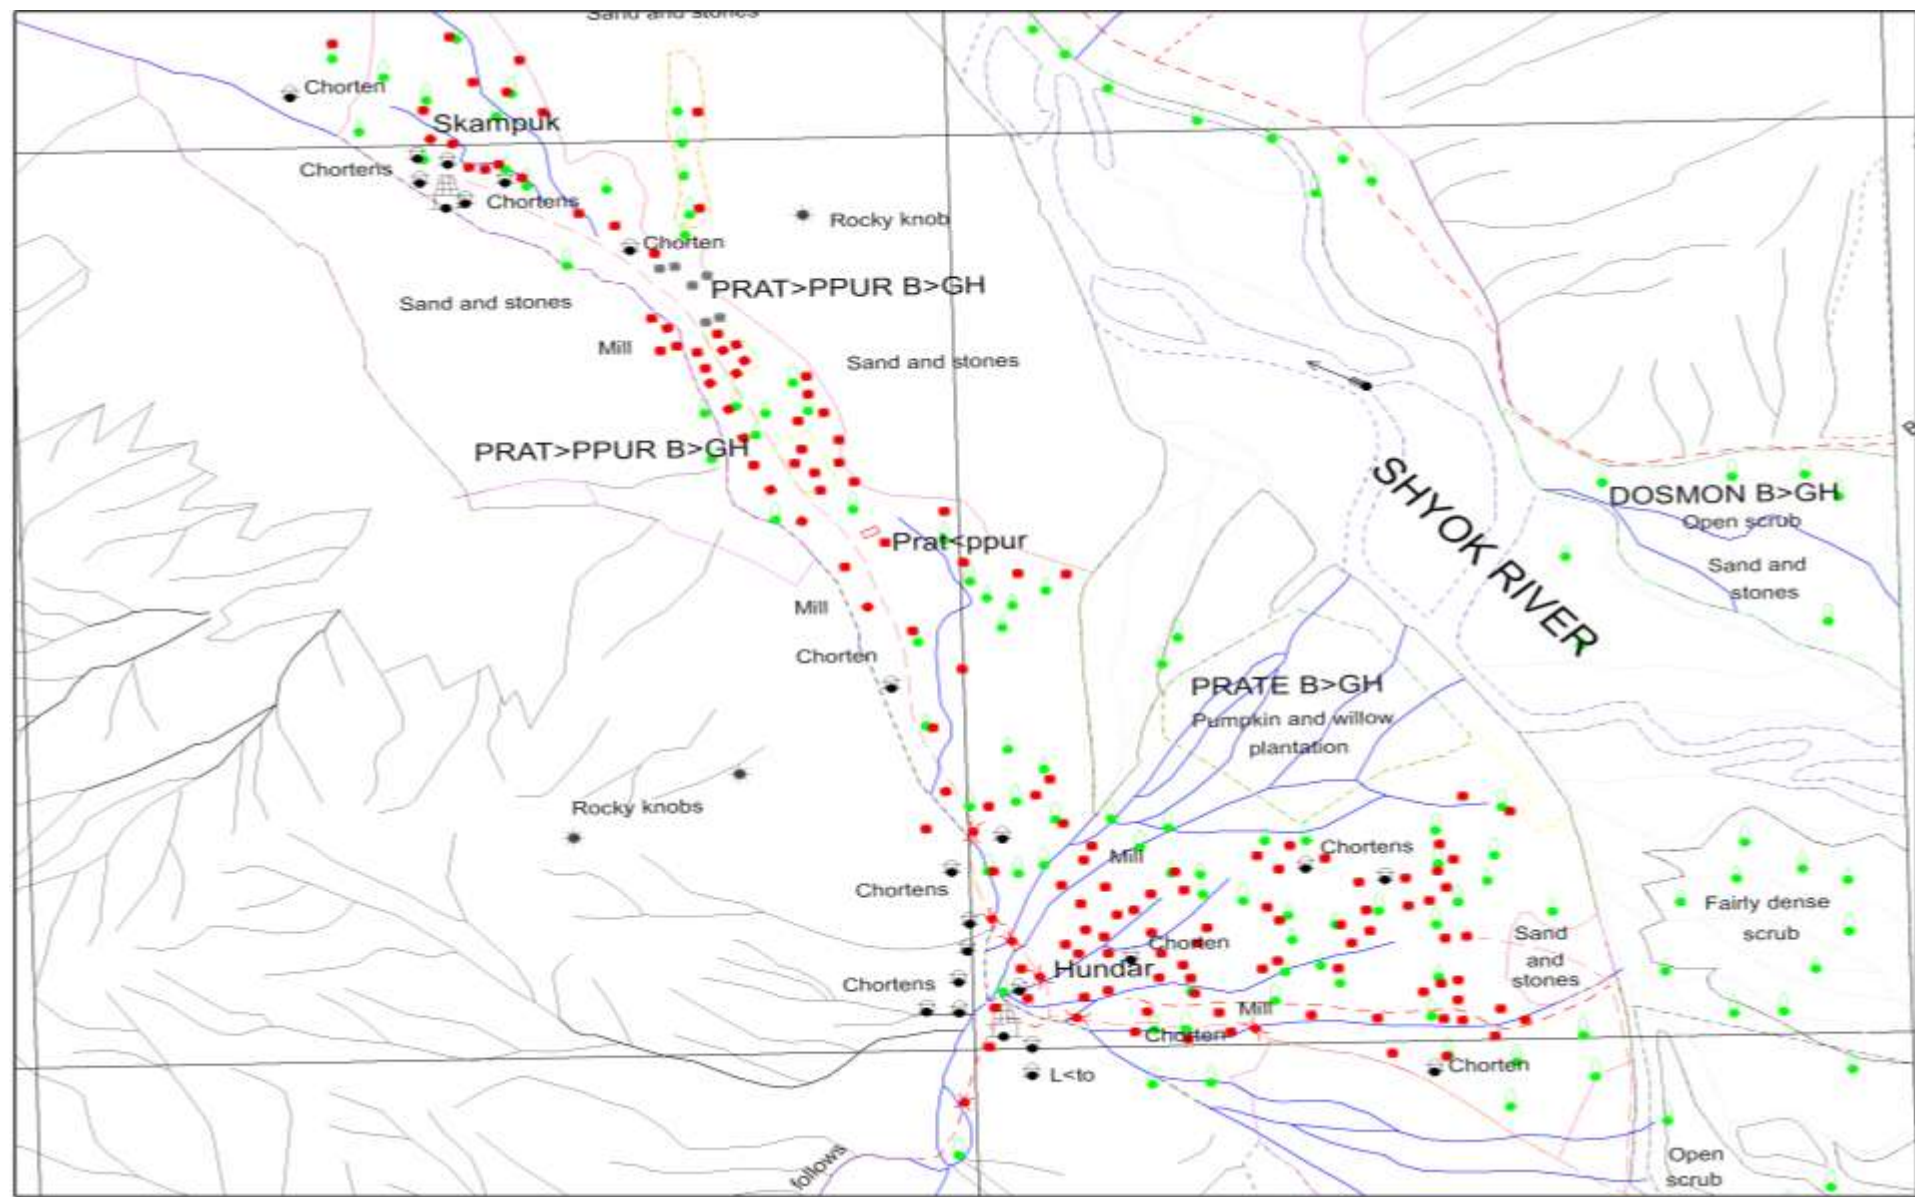 Sand and stones
Chorten
Skampuk
Chortens
Chortens
Rocky knob
Chorten
PRAT>PPUR B>GH
Sand and stones
Mill
Sand and stones
PRAT>PPUR B>GH
SHYOK RIVER
DOSMON B>GH
Open scrub
Prat<ppur
Sand and
stones
Mill
Chorten
PRATE B>GH
Pumpkin and willow
plantation
Rocky knobs
Mill
Chortens
Chortens
Fairly dense
scrub
Sand
and
stones
Chorten
Hundar
Chortens
Mill
Chorten
Chorten
L<to
follows
Open
scrub